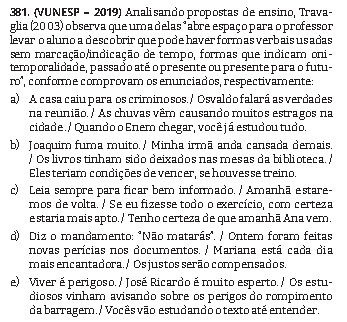 381. (VUNESP – 2019) Analisando propostas de ensino, Trava-
glia (2003) observa que uma delas “abre espaço para o professor
levar o aluno a descobrir que pode haver formas verbais usadas
sem marcação/indicação de tempo, formas que indicam oni-
temporalidade, passado até o presente ou presente para o futu-
ro”, conforme comprovam os enunciados, respectivamente:
a) A casa caiu para os criminosos. / Osvaldo falará as verdades
na reunião. / As chuvas vêm causando muitos estragos na
cidade. / Quando o Enem chegar, você já estudou tudo.
b) Joaquim fuma muito. / Minha irmã anda cansada demais.
/ Os livros tinham sido deixados nas mesas da biblioteca. /
Eles teriam condições de vencer, se houvesse treino.
c) Leia sempre para ficar bem informado. / Amanhã estare-
mos de volta. / Se eu fizesse todo o exercício, com certeza
estaria mais apto. / Tenho certeza de que amanhã Ana vem.
d) Diz o mandamento: “Não matarás”. / Ontem foram feitas
novas perícias nos documentos. / Mariana está cada dia
mais encantadora. / Os justos serão compensados.
e) Viver é perigoso. / José Ricardo é muito esperto. / Os estu-
diosos vinham avisando sobre os perigos do rompimento
da barragem. / Vocês vão estudando o texto até entender.